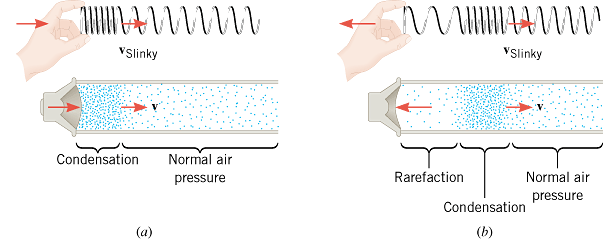 vSlinky
vSlinky
v
v
Condensation
Normal air
pressure
Rarefaction
Condensation
Normal air
pressure
(a)
(b)